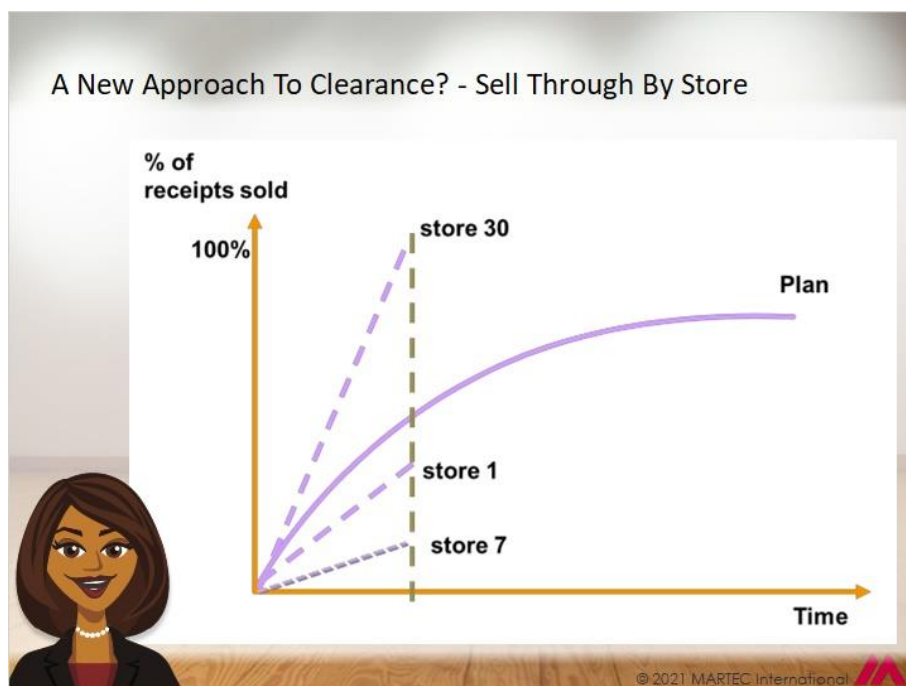 A New Approach To Clearance? - Sell Through By Store
% of
receipts sold
100%
store 30
Plan
store 1
store 7
Time
© 2021 MARTEC International